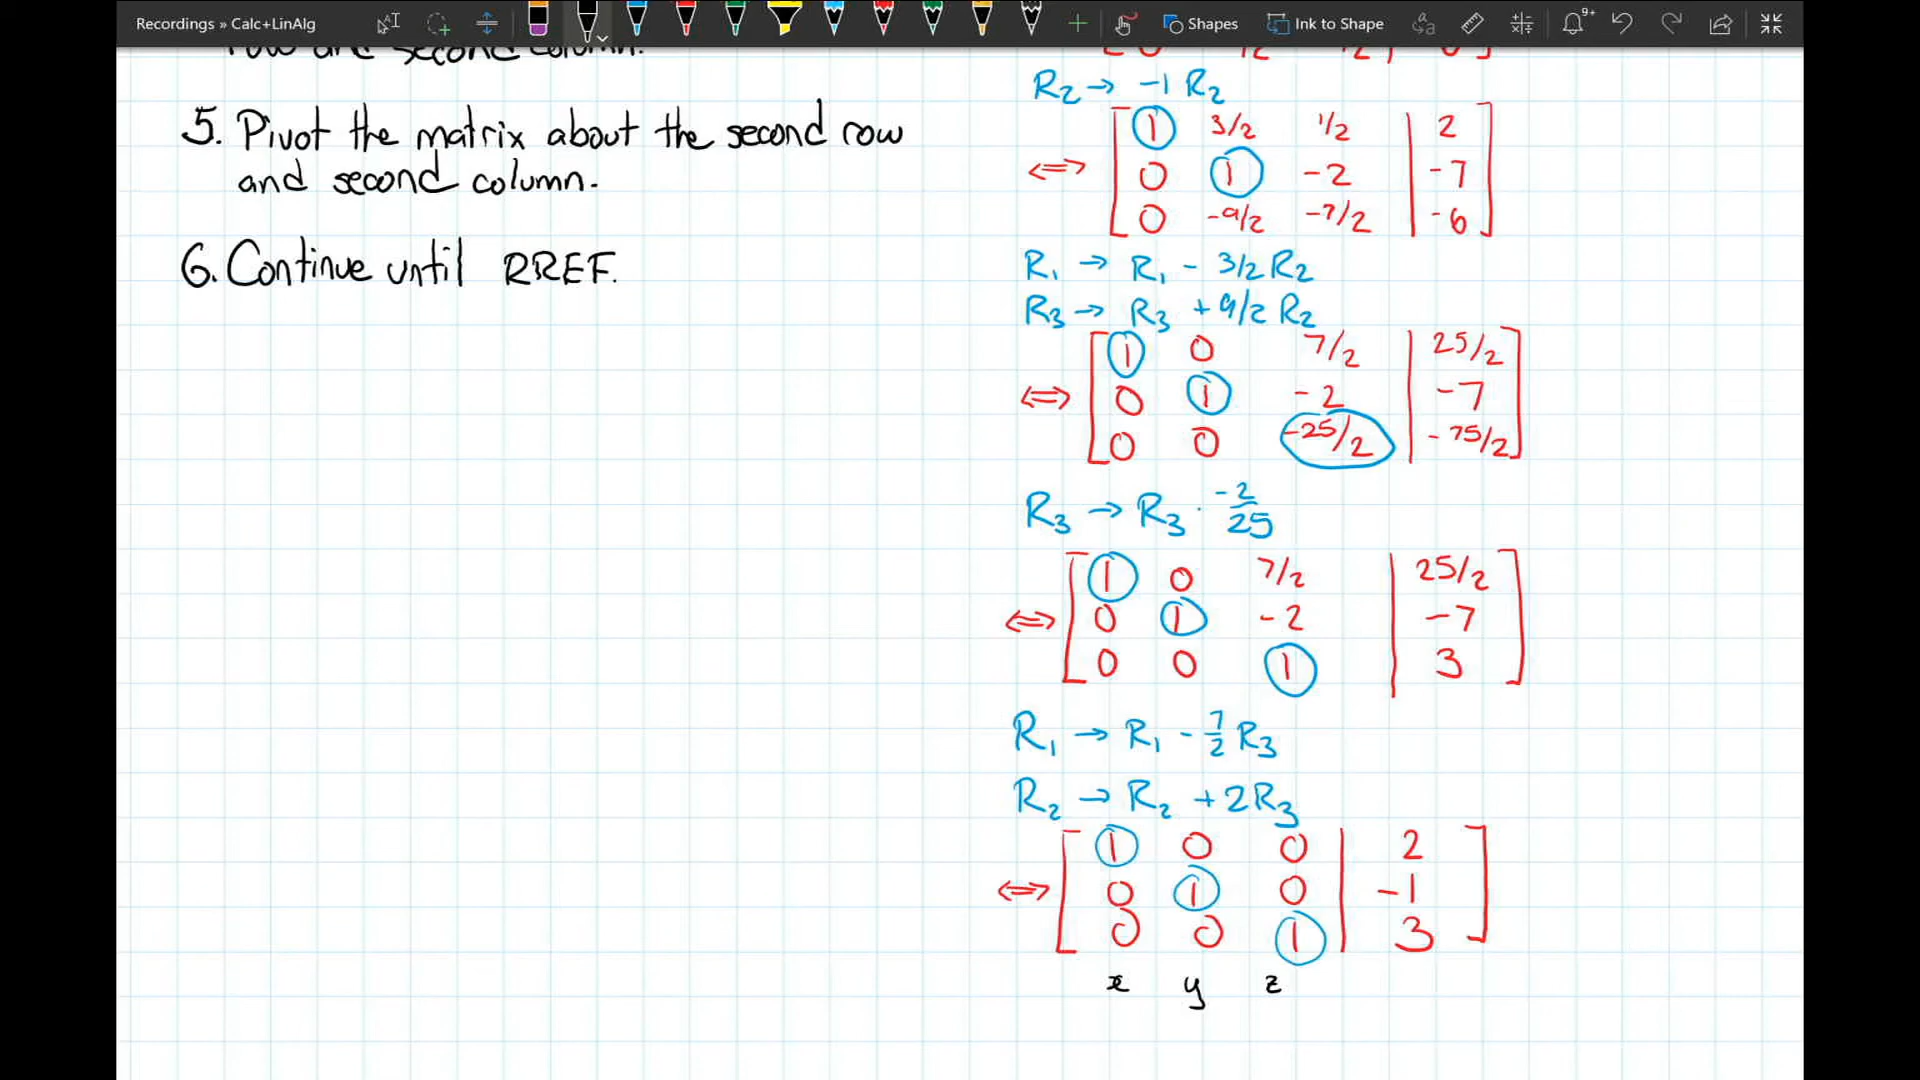 Recordings » Calc+LinAlg
Shapes
Ink to Shape
9+
row and second column.
5. Pivot the matrix about the second row
and second column.
6. Continue until RREF.
R₂ → -1 R₂
⇔ [ 1 3/2 1/2 | 2 ]
[ 0 1 -2 | -7 ]
[ 0 -9/2 -7/2 | -6 ]
R₁ → R₁ - 3/2 R₂
R₃ → R₃ + 9/2 R₂
⇔ [ 1 0 7/2 | 25/2 ]
[ 0 1 -2 | -7 ]
[ 0 0 -25/2 | -75/2 ]
R₃ → R₃ · -2/25
⇔ [ 1 0 7/2 | 25/2 ]
[ 0 1 -2 | -7 ]
[ 0 0 1 | 3 ]
R₁ → R₁ - 7/2 R₃
R₂ → R₂ + 2R₃
⇔ [ 1 0 0 | 2 ]
[ 0 1 0 | -1 ]
[ 0 0 1 | 3 ]
x y z